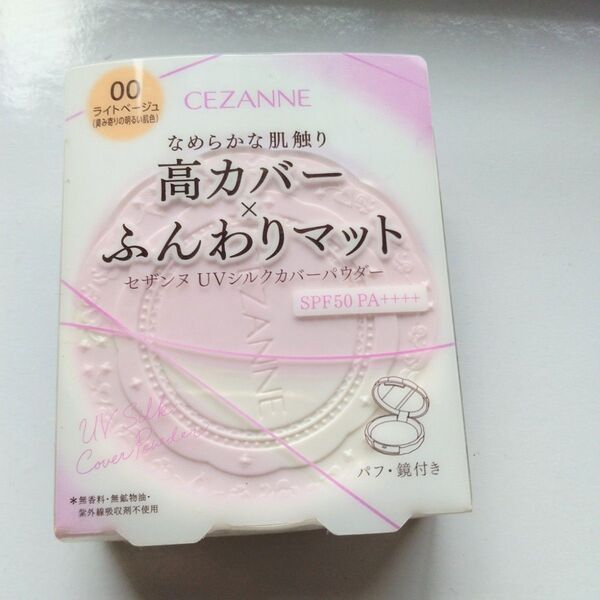 00
ライトベージュ
(黄み寄りの明るい肌色)
CEZANNE
なめらかな肌触り
高カバー
×
ふんわりマット
セザンヌ UVシルクカバーパウダー
SPF50 PA++++
CEZANNE
UV Silk
Cover Powder
パフ・鏡付き
*無香料・無鉱物油・
紫外線吸収剤不使用